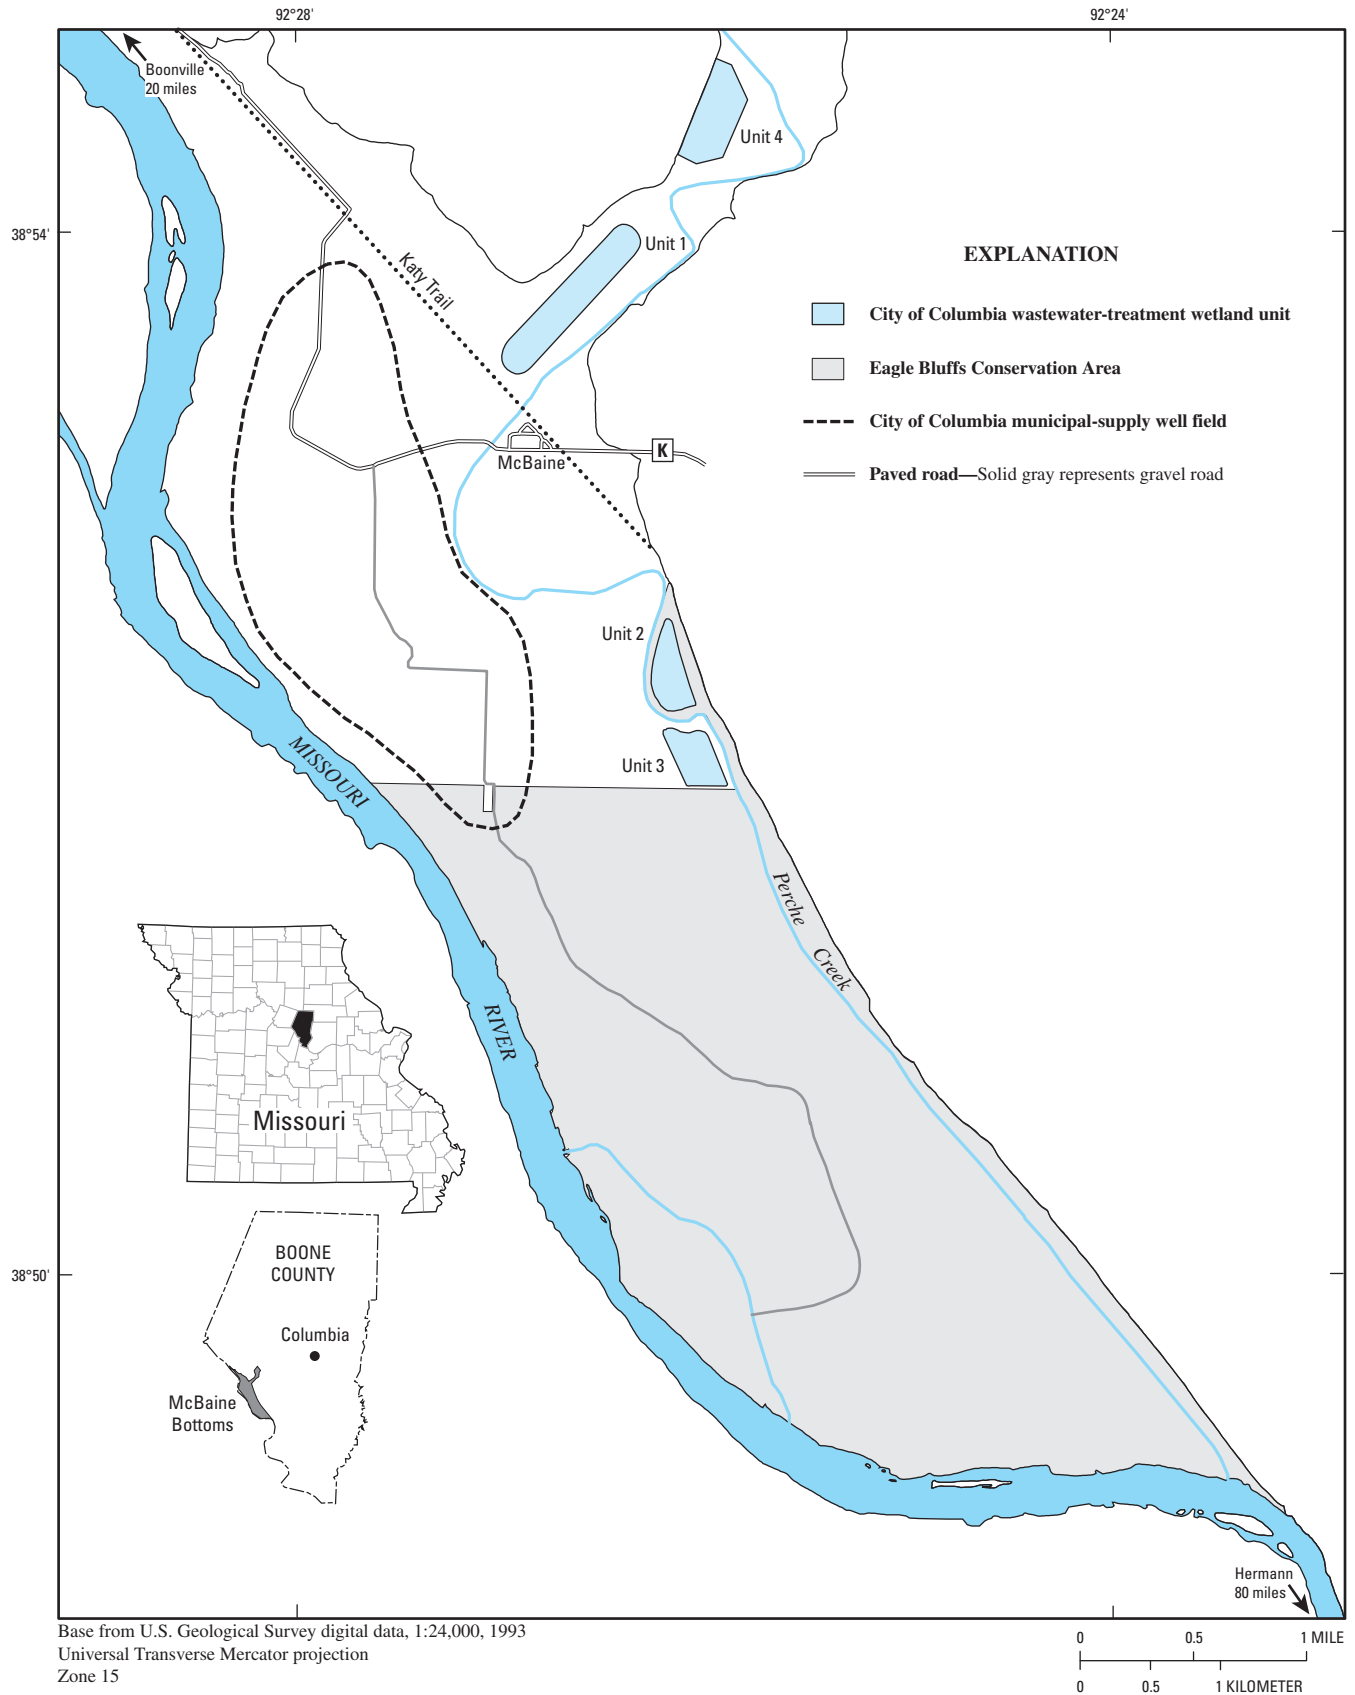 92°28'
92°24'
Boonville
20 miles
Unit 4
38°54'
Unit 1
Katy Trail
EXPLANATION
City of Columbia wastewater-treatment wetland unit
Eagle Bluffs Conservation Area
City of Columbia municipal-supply well field
Paved road—Solid gray represents gravel road
K
McBaine
Unit 2
Unit 3
MISSOURI
RIVER
Perche
Creek
Missouri
38°50'
BOONE
COUNTY
Columbia
McBaine
Bottoms
Hermann
80 miles
Base from U.S. Geological Survey digital data, 1:24,000, 1993
Universal Transverse Mercator projection
Zone 15
0 0.5 1 MILE
0 0.5 1 KILOMETER